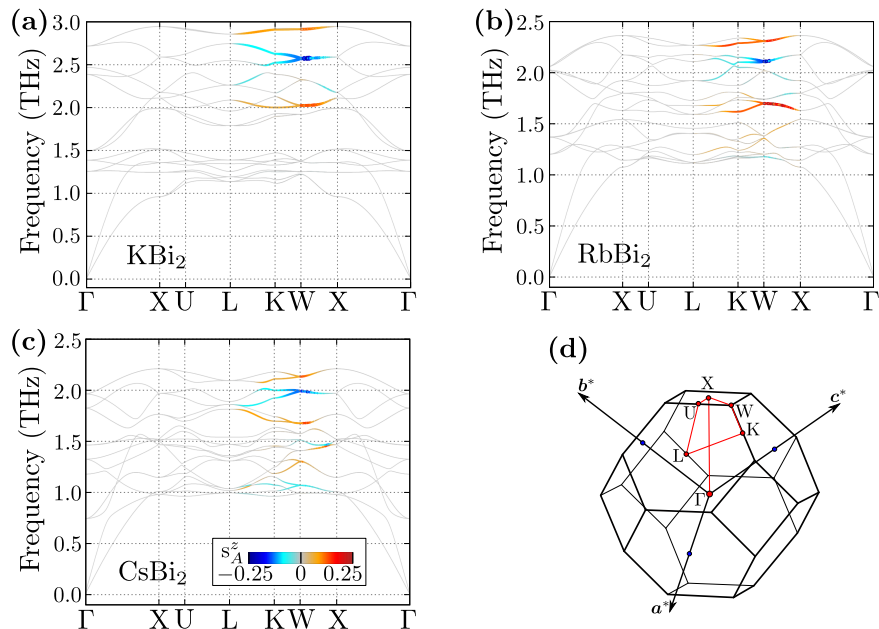 (a)
Frequency (THz)
3.0
2.5
2.0
1.5
1.0
0.5
0.0
KBi₂
Γ X U L K W X Γ
(b)
Frequency (THz)
2.5
2.0
1.5
1.0
0.5
0.0
RbBi₂
Γ X U L K W X Γ
(c)
Frequency (THz)
2.5
2.0
1.5
1.0
0.5
0.0
CsBi₂
s_A^z
−0.25 0 0.25
Γ X U L K W X Γ
(d)
b*
X
c*
U W
K
L
Γ
a*